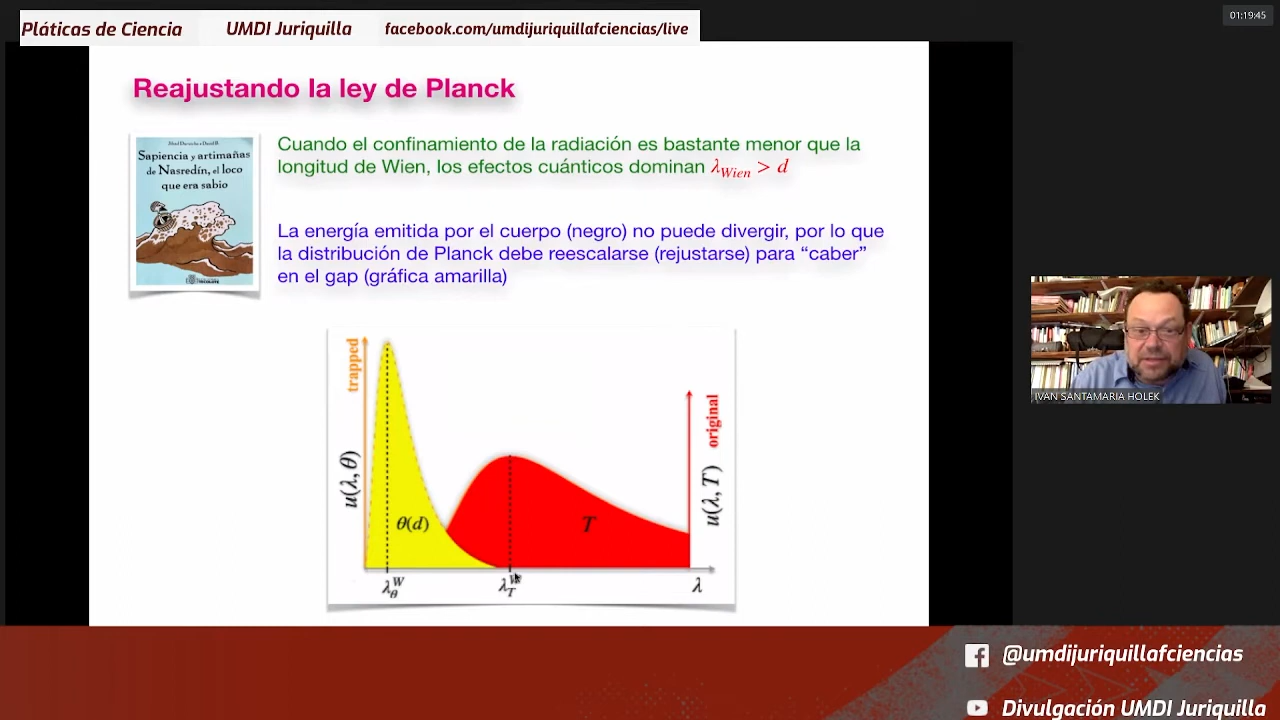 Pláticas de Ciencia UMDI Juriquilla facebook.com/umdijuriquillafciencias/live
01:19:45
Reajustando la ley de Planck
Sapiencia y artimañas
de Nasredín, el loco
que era sabio
Cuando el confinamiento de la radiación es bastante menor que la
longitud de Wien, los efectos cuánticos dominan λ_Wien > d
La energía emitida por el cuerpo (negro) no puede divergir, por lo que
la distribución de Planck debe reescalarse (rejustarse) para “caber”
en el gap (gráfica amarilla)
trapped
u(λ, θ)
θ(d)
T
original
u(λ, T)
λ_θ^W
λ_T^W
λ
IVAN SANTAMARIA HOLEK
@umdijuriquillafciencias
Divulgación UMDI Juriquilla